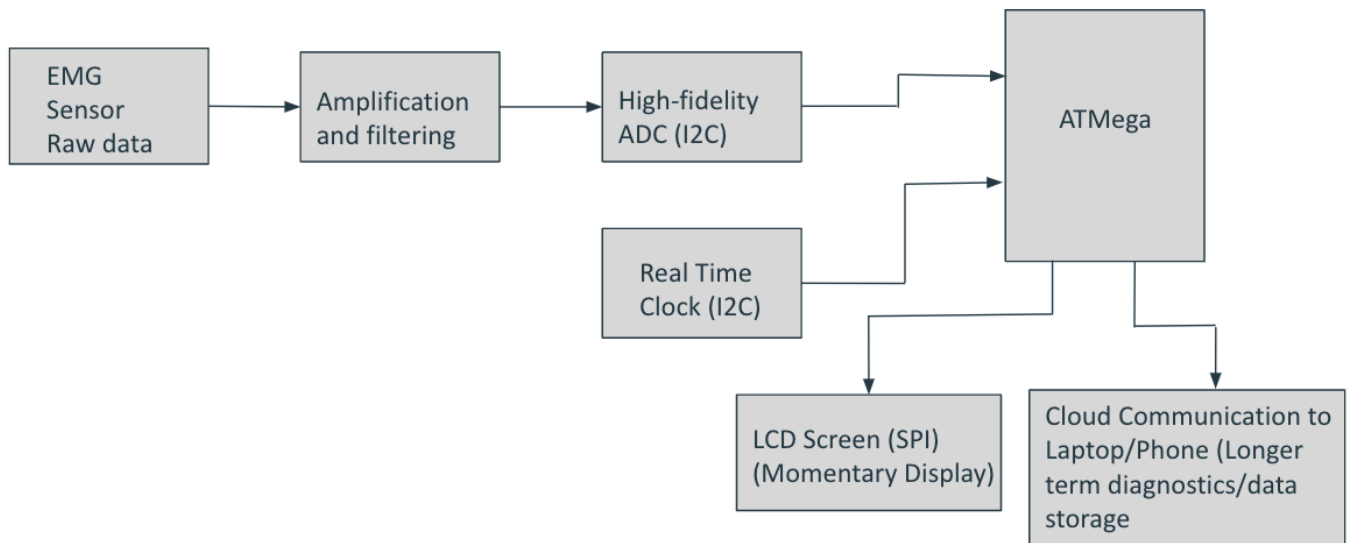 EMG
Sensor
Raw data
Amplification
and filtering
High-fidelity
ADC (I2C)
ATMega
Real Time
Clock (I2C)
LCD Screen (SPI)
(Momentary Display)
Cloud Communication to
Laptop/Phone (Longer
term diagnostics/data
storage